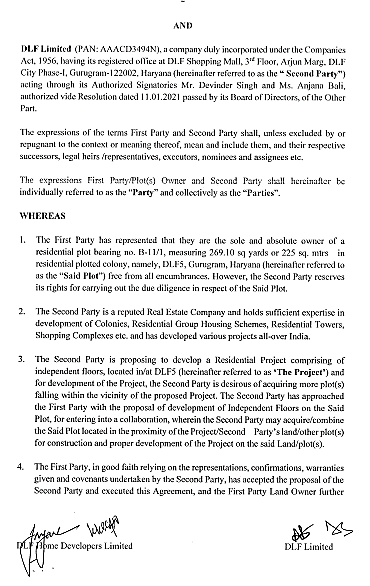 AND
DLF Limited (PAN: AAACD3494N), a company duly incorporated under the Companies
Act, 1956, having its registered office at DLF Shopping Mall, 3rd Floor, Arjun Marg, DLF
City Phase-I, Gurugram-122002, Haryana (hereinafter referred to as the “ Second Party”)
acting through its Authorised Signatories Mr. Devinder Singh and Ms. Anjana Bali,
authorized vide Resolution dated 11.01.2021 passed by its Board of Directors, of the Other
Part.
The expressions of the terms First Party and Second Party shall, unless excluded by or
repugnant to the context or meaning thereof, mean and include them, and their respective
successors, legal heirs /representatives, executors, nominees and assignees etc.
The expressions First Party/Plot(s) Owner and Second Party shall hereinafter be
individually referred to as the “Party” and collectively as the “Parties”.
WHEREAS
1. The First Party has represented that they are the sole and absolute owner of a
residential plot bearing no. B-11/1, measuring 269.10 sq yards or 225 sq. mtrs in
residential plotted colony, namely, DLF5, Gurugram, Haryana (hereinafter referred to
as the “Said Plot”) free from all encumbrances. However, the Second Party reserves
its rights for carrying out the due diligence in respect of the Said Plot.
2. The Second Party is a reputed Real Estate Company and holds sufficient expertise in
development of Colonies, Residential Group Housing Schemes, Residential Towers,
Shopping Complexes etc. and has developed various projects all-over India.
3. The Second Party is proposing to develop a Residential Project comprising of
independent floors, located in/at DLF5 (hereinafter referred to as ‘The Project’) and
for development of the Project, the Second Party is desirous of acquiring more plot(s)
falling within the vicinity of the proposed Project. The Second Party has approached
the First Party with the proposal of development of Independent Floors on the Said
Plot, for entering into a collaboration, wherein the Second Party may acquire/combine
the Said Plot located in the proximity of the Project/Second Party’s land/other plot(s)
for construction and proper development of the Project on the said Land/plot(s).
4. The First Party, in good faith relying on the representations, confirmations, warranties
given and covenants undertaken by the Second Party, has accepted the proposal of the
Second Party and executed this Agreement, and the First Party Land Owner further
DLF Home Developers Limited
DLF Limited